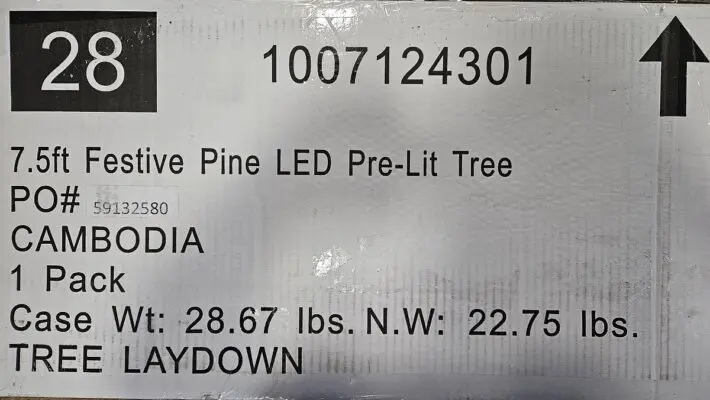 28
1007124301
7.5ft Festive Pine LED Pre-Lit Tree
PO# 59132580
CAMBODIA
1 Pack
Case Wt: 28.67 lbs. N.W: 22.75 lbs.
TREE LAYDOWN